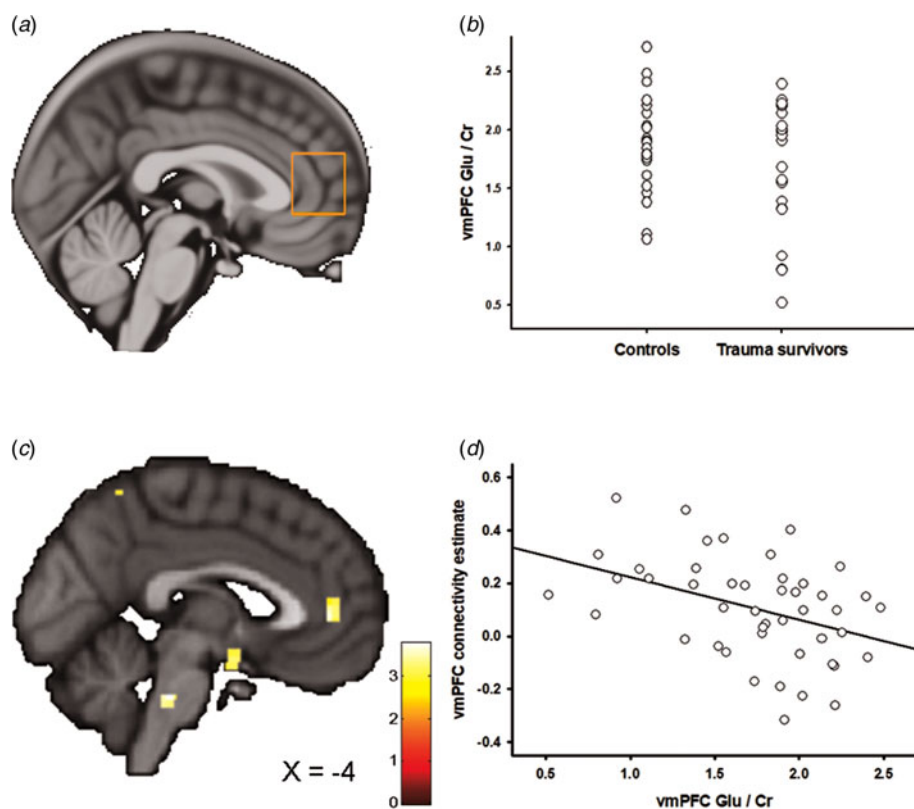 (a)
(b)
vmPFC Glu / Cr
2.5
2.0
1.5
1.0
0.5
Controls Trauma survivors
(c)
3
2
1
0
X = -4
(d)
vmPFC connectivity estimate
0.6
0.4
0.2
0.0
-0.2
-0.4
0.5 1.0 1.5 2.0 2.5
vmPFC Glu / Cr